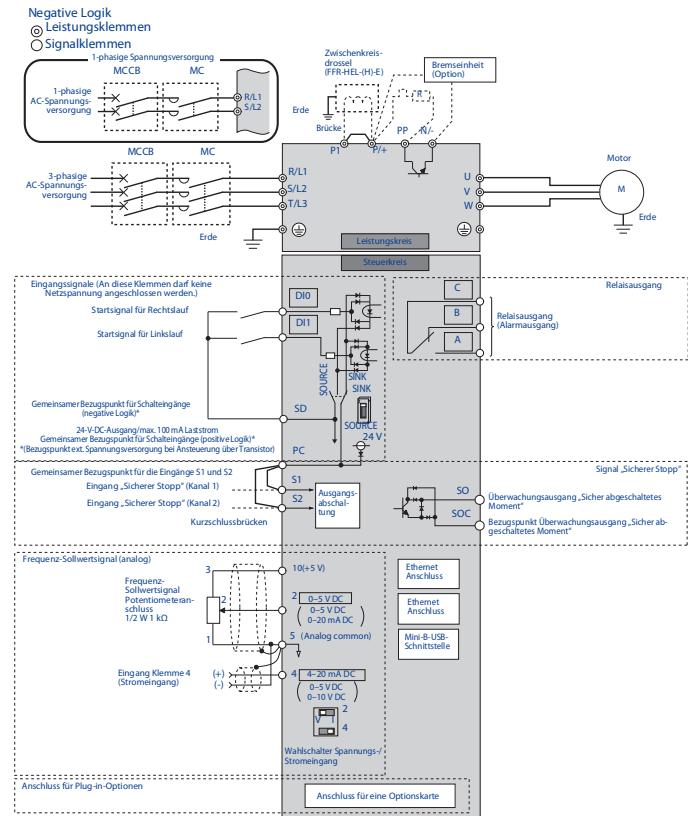 Negative Logik
Leistungsklemmen
Signalklemmen
1-phasige Spannungsversorgung
MCCB
MC
1-phasige
AC-Spannungs-
versorgung
R/L1
S/L2
Zwischenkreis-
drossel
(FFR-HEL-(H)-E)
Bremseinheit
(Option)
R
Erde
Brücke
P1
P/+
PP
N/-
MCCB
MC
3-phasige
AC-Spannungs-
versorgung
R/L1
S/L2
T/L3
Erde
U
V
W
Motor
M
Erde
Leistungskreis
Steuerkreis
Eingangssignale (An diese Klemmen darf keine
Netzspannung angeschlossen werden.)
Startsignal für Rechtslauf
Startsignal für Linkslauf
DI0
DI1
SOURCE
SINK
SINK
SOURCE
24 V
Gemeinsamer Bezugspunkt für Schalteingänge
(negative Logik)*
SD
24-V-DC-Ausgang/max. 100 mA Laststrom
Gemeinsamer Bezugspunkt für Schalteingänge (positive Logik)*
*(Bezugspunkt ext. Spannungsversorung bei Ansteuerung über Transistor)
PC
C
B
A
Relaisausgang
Relaisausgang
(Alarmausgang)
Gemeinsamer Bezugspunkt für die Eingänge S1 und S2
Eingang „Sicherer Stopp“ (Kanal 1)
Eingang „Sicherer Stopp“ (Kanal 2)
Kurzschlussbrücken
S1
S2
Ausgangs-
abschal-
tung
Signal „Sicherer Stopp“
SO
SOC
Überwachungsausgang „Sicher abgeschaltetes
Moment“
Bezugspunkt Überwachungsausgang „Sicher ab-
geschaltetes Moment“
Frequenz-Sollwertsignal (analog)
Frequenz-
Sollwertsignal
Potentiometeran-
schluss
1/2 W 1 kΩ
3
2
1
10(+5 V)
2
0–5 V DC
0–5 V DC
0–20 mA DC
5 (Analog common)
Eingang Klemme 4
(Stromeingang)
(+)
(-)
4
4–20 mA DC
0–5 V DC
0–10 V DC
V
I
2
4
Wahlschalter Spannungs-/
Stromeingang
Ethernet
Anschluss
Ethernet
Anschluss
Mini-B-USB-
Schnittstelle
Anschluss für Plug-in-Optionen
Anschluss für eine Optionskarte